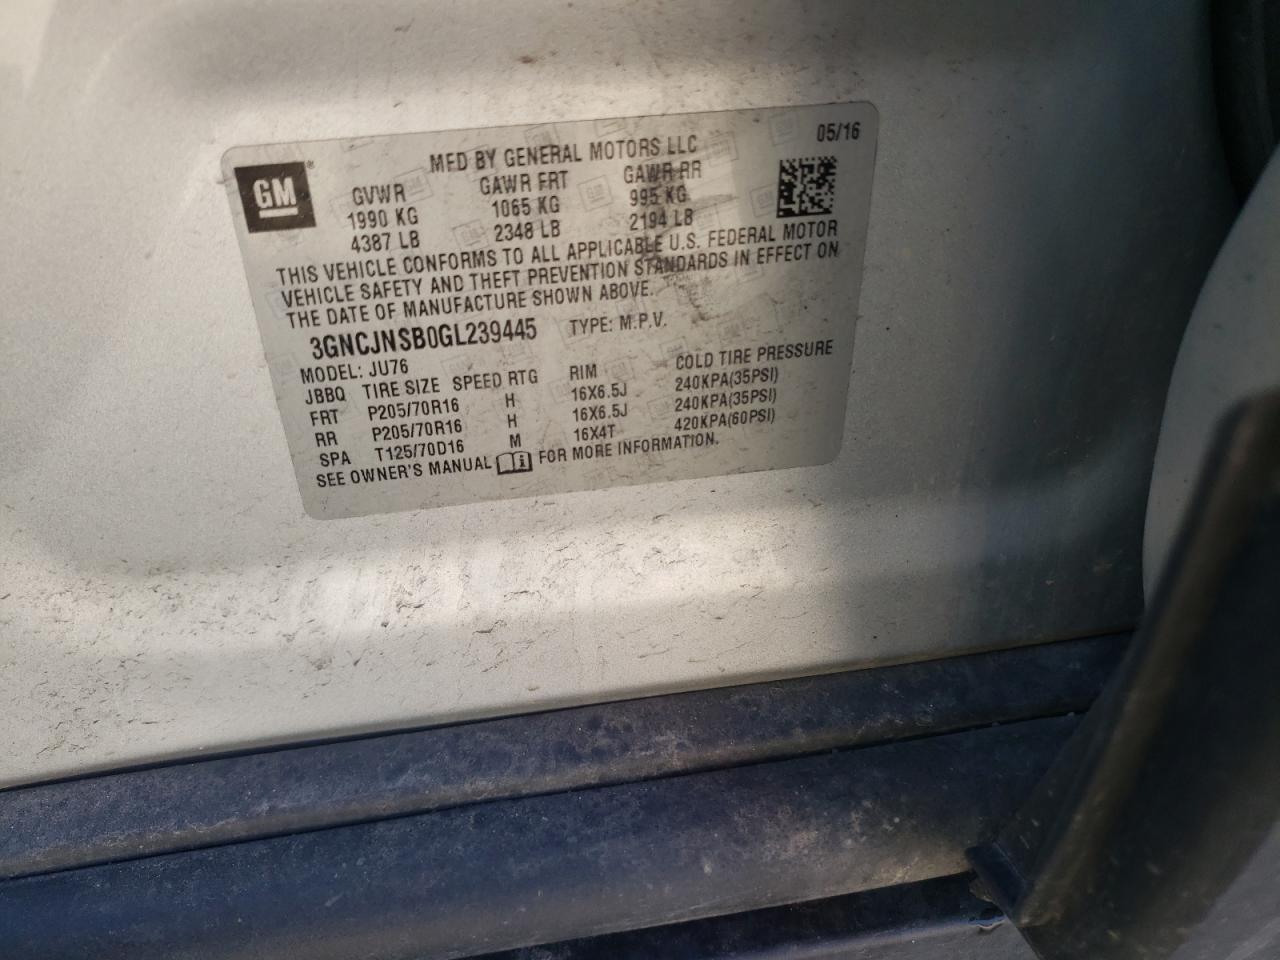 05/16
MFD BY GENERAL MOTORS LLC
GM
GVWR GAWR FRT GAWR RR
1990 KG 1065 KG 995 KG
4387 LB 2348 LB 2194 LB
THIS VEHICLE CONFORMS TO ALL APPLICABLE U.S. FEDERAL MOTOR
VEHICLE SAFETY AND THEFT PREVENTION STANDARDS IN EFFECT ON
THE DATE OF MANUFACTURE SHOWN ABOVE.
3GNCJNSB0GL239445 TYPE: M.P.V.
MODEL: JU76
JBBQ TIRE SIZE SPEED RTG RIM COLD TIRE PRESSURE
FRT P205/70R16 H 16X6.5J 240KPA(35PSI)
RR P205/70R16 H 16X6.5J 240KPA(35PSI)
SPA T125/70D16 M 16X4T 420KPA(60PSI)
SEE OWNER'S MANUAL FOR MORE INFORMATION.